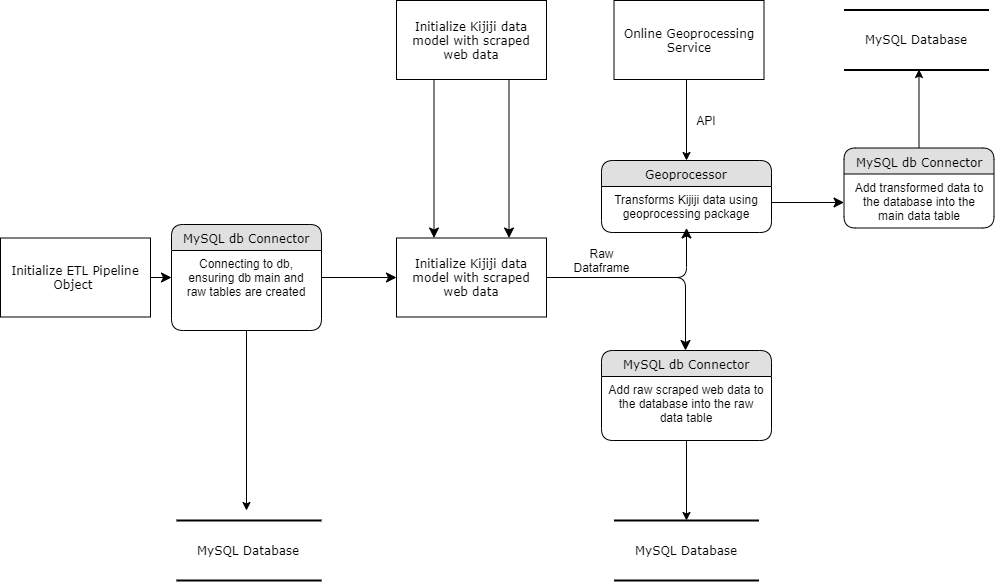 Initialize Kijiji data
model with scraped
web data
Online Geoprocessing
Service
MySQL Database
API
MySQL db Connector
Add transformed data to
the database into the
main data table
Geoprocessor
Transforms Kijiji data using
geoprocessing package
Initialize ETL Pipeline
Object
MySQL db Connector
Connecting to db,
ensuring db main and
raw tables are created
Initialize Kijiji data
model with scraped
web data
Raw
Dataframe
MySQL db Connector
Add raw scraped web data to
the database into the raw
data table
MySQL Database
MySQL Database